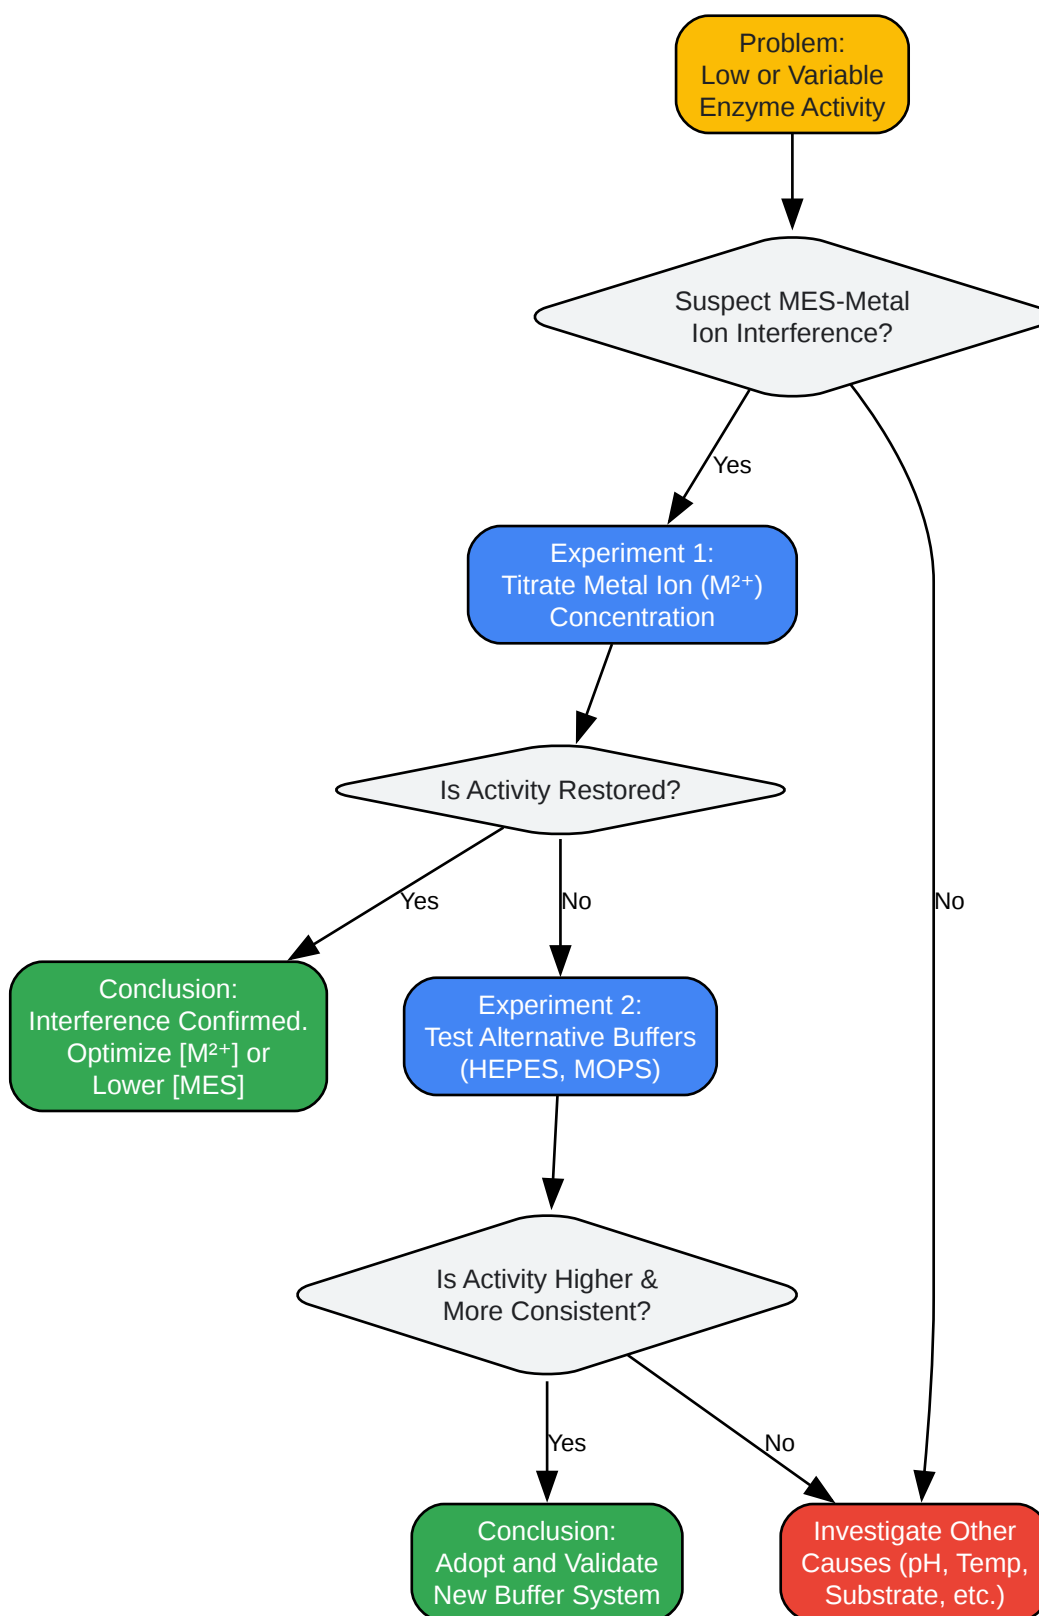 Problem:
Low or Variable
Enzyme Activity
Suspect MES-Metal
Ion Interference?
Yes
Experiment 1:
Titrate Metal Ion (M²⁺)
Concentration
Is Activity Restored?
Yes
No
No
Conclusion:
Interference Confirmed.
Optimize [M²⁺] or
Lower [MES]
Experiment 2:
Test Alternative Buffers
(HEPES, MOPS)
Is Activity Higher &
More Consistent?
Yes
No
Conclusion:
Adopt and Validate
New Buffer System
Investigate Other
Causes (pH, Temp,
Substrate, etc.)